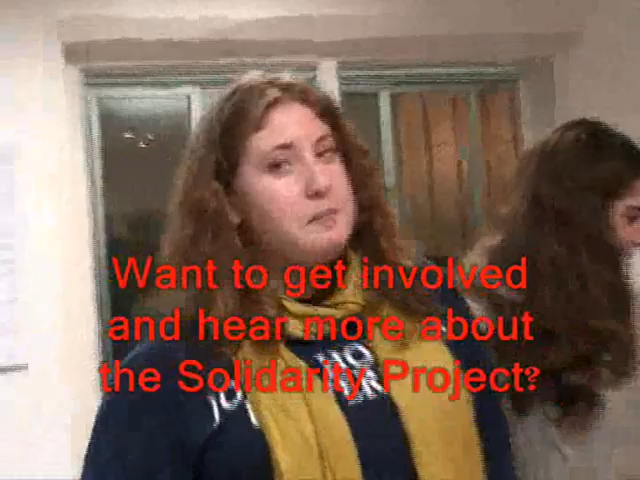 Want to get involved
and hear more about
the Solidarity Project?